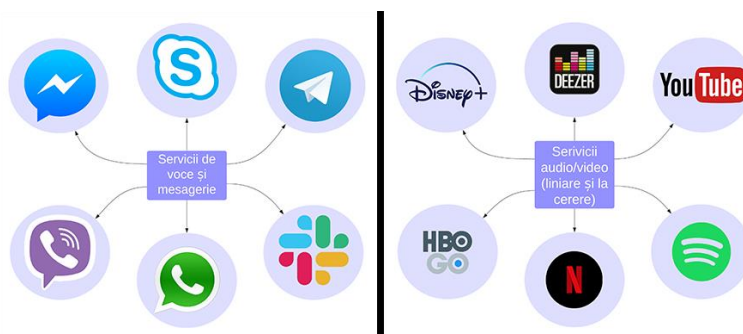 Servicii de
voce și
mesagerie
Disney+
DEEZER
YouTube
Serivicii
audio/video
(liniare și la
cerere)
HBO
GO
N